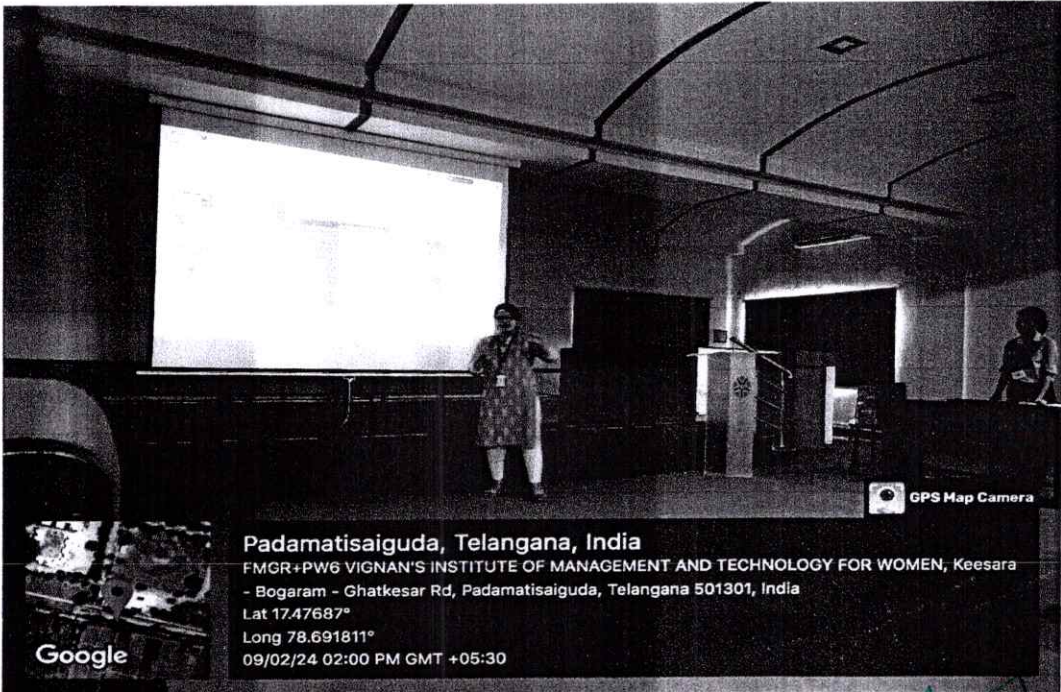 GPS Map Camera
Padamatisaiguda, Telangana, India
FMGR+PW6 VIGNAN'S INSTITUTE OF MANAGEMENT AND TECHNOLOGY FOR WOMEN, Keesara
- Bogaram - Ghatkesar Rd, Padamatisaiguda, Telangana 501301, India
Lat 17.47687°
Long 78.691811°
09/02/24 02:00 PM GMT +05:30
Google